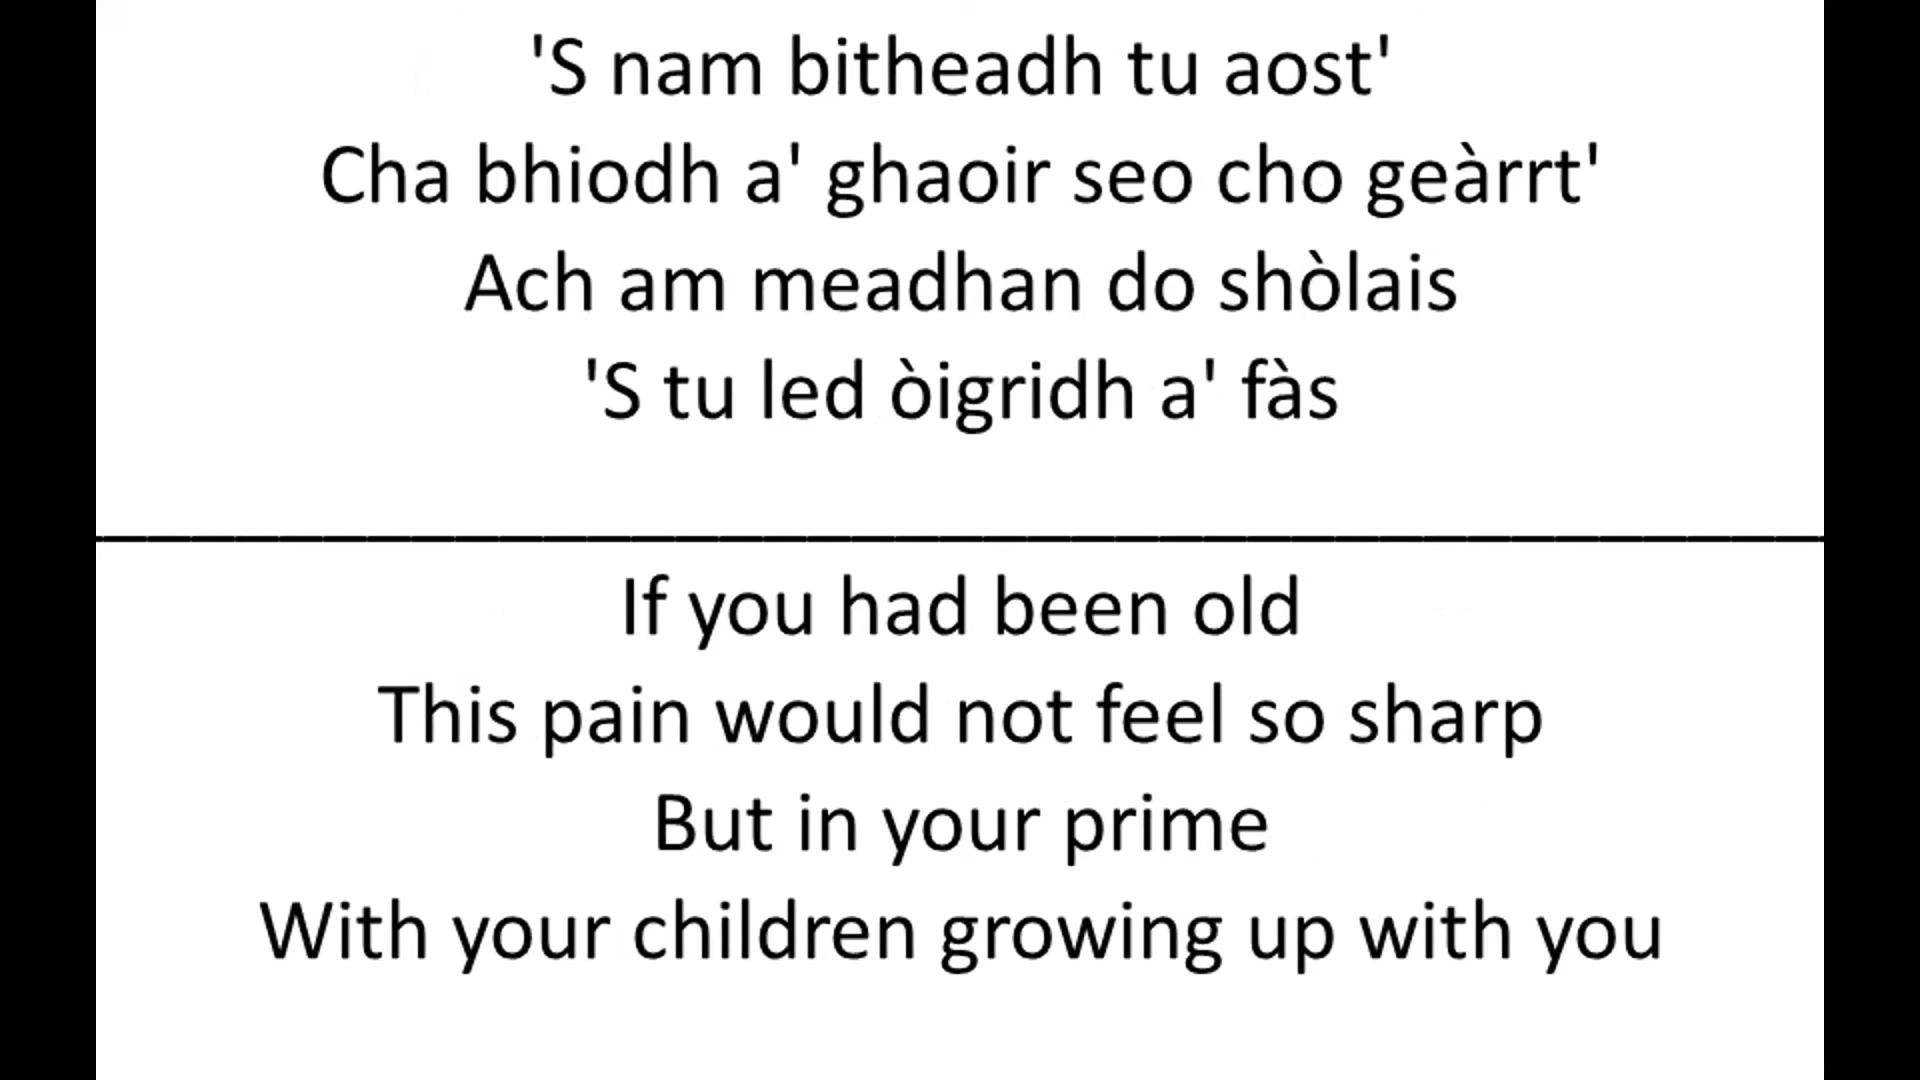 'S nam bitheadh tu aost'
Cha bhiodh a' ghaoir seo cho geàrrt'
Ach am meadhan do shòlais
'S tu led òigridh a' fàs
If you had been old
This pain would not feel so sharp
But in your prime
With your children growing up with you